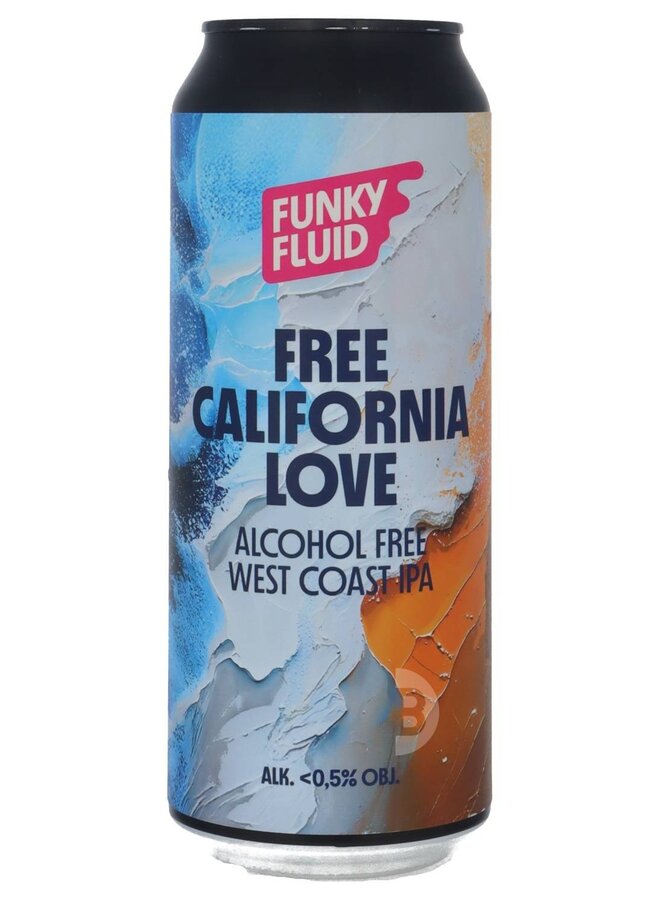 FUNKY
FLUID
FREE
CALIFORNIA
LOVE
ALCOHOL FREE
WEST COAST IPA
ALK. <0,5% OBJ.
B